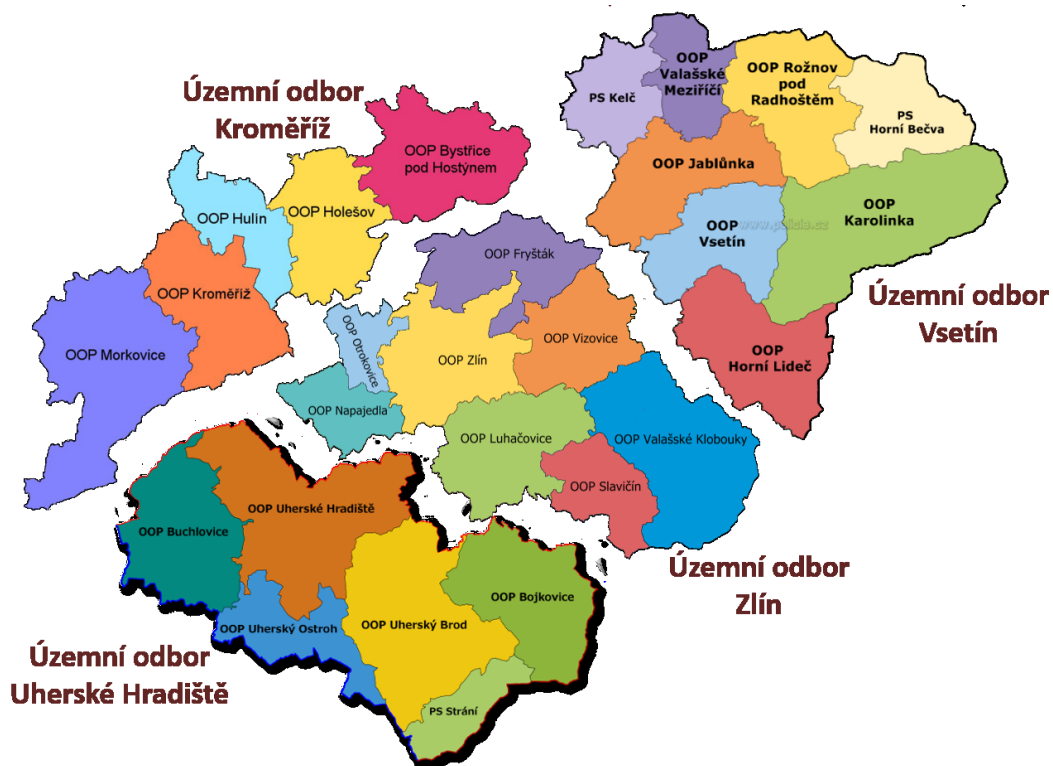 Územní odbor
Kroměříž
OOP Bystřice
pod Hostýnem
OOP Hulín
OOP Holešov
OOP Kroměříž
OOP Morkovice
PS Kelč
OOP
Valašské
Meziříčí
OOP Rožnov
pod
Radhoštěm
PS
Horní Bečva
OOP Jablůnka
OOP
Vsetín
OOP
Karolinka
www.policie.cz
OOP
Horní Lideč
Územní odbor
Vsetín
OOP Fryšták
OOP Otrokovice
OOP Zlín
OOP Vizovice
OOP Napajedla
OOP Luhačovice
OOP Valašské Klobouky
OOP Slavičín
Územní odbor
Zlín
OOP Buchlovice
OOP Uherské Hradiště
OOP Uherský Ostroh
OOP Uherský Brod
OOP Bojkovice
PS Strání
Územní odbor
Uherské Hradiště